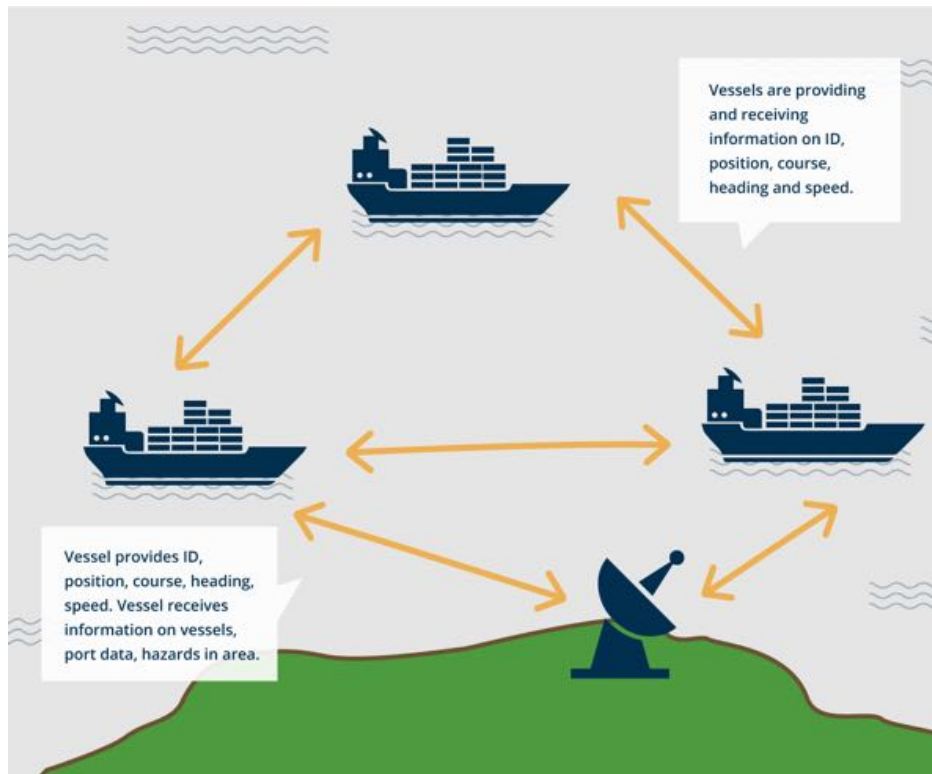 Vessels are providing
and receiving
information on ID,
position, course,
heading and speed.
Vessel provides ID,
position, course, heading,
speed. Vessel receives
information on vessels,
port data, hazards in area.